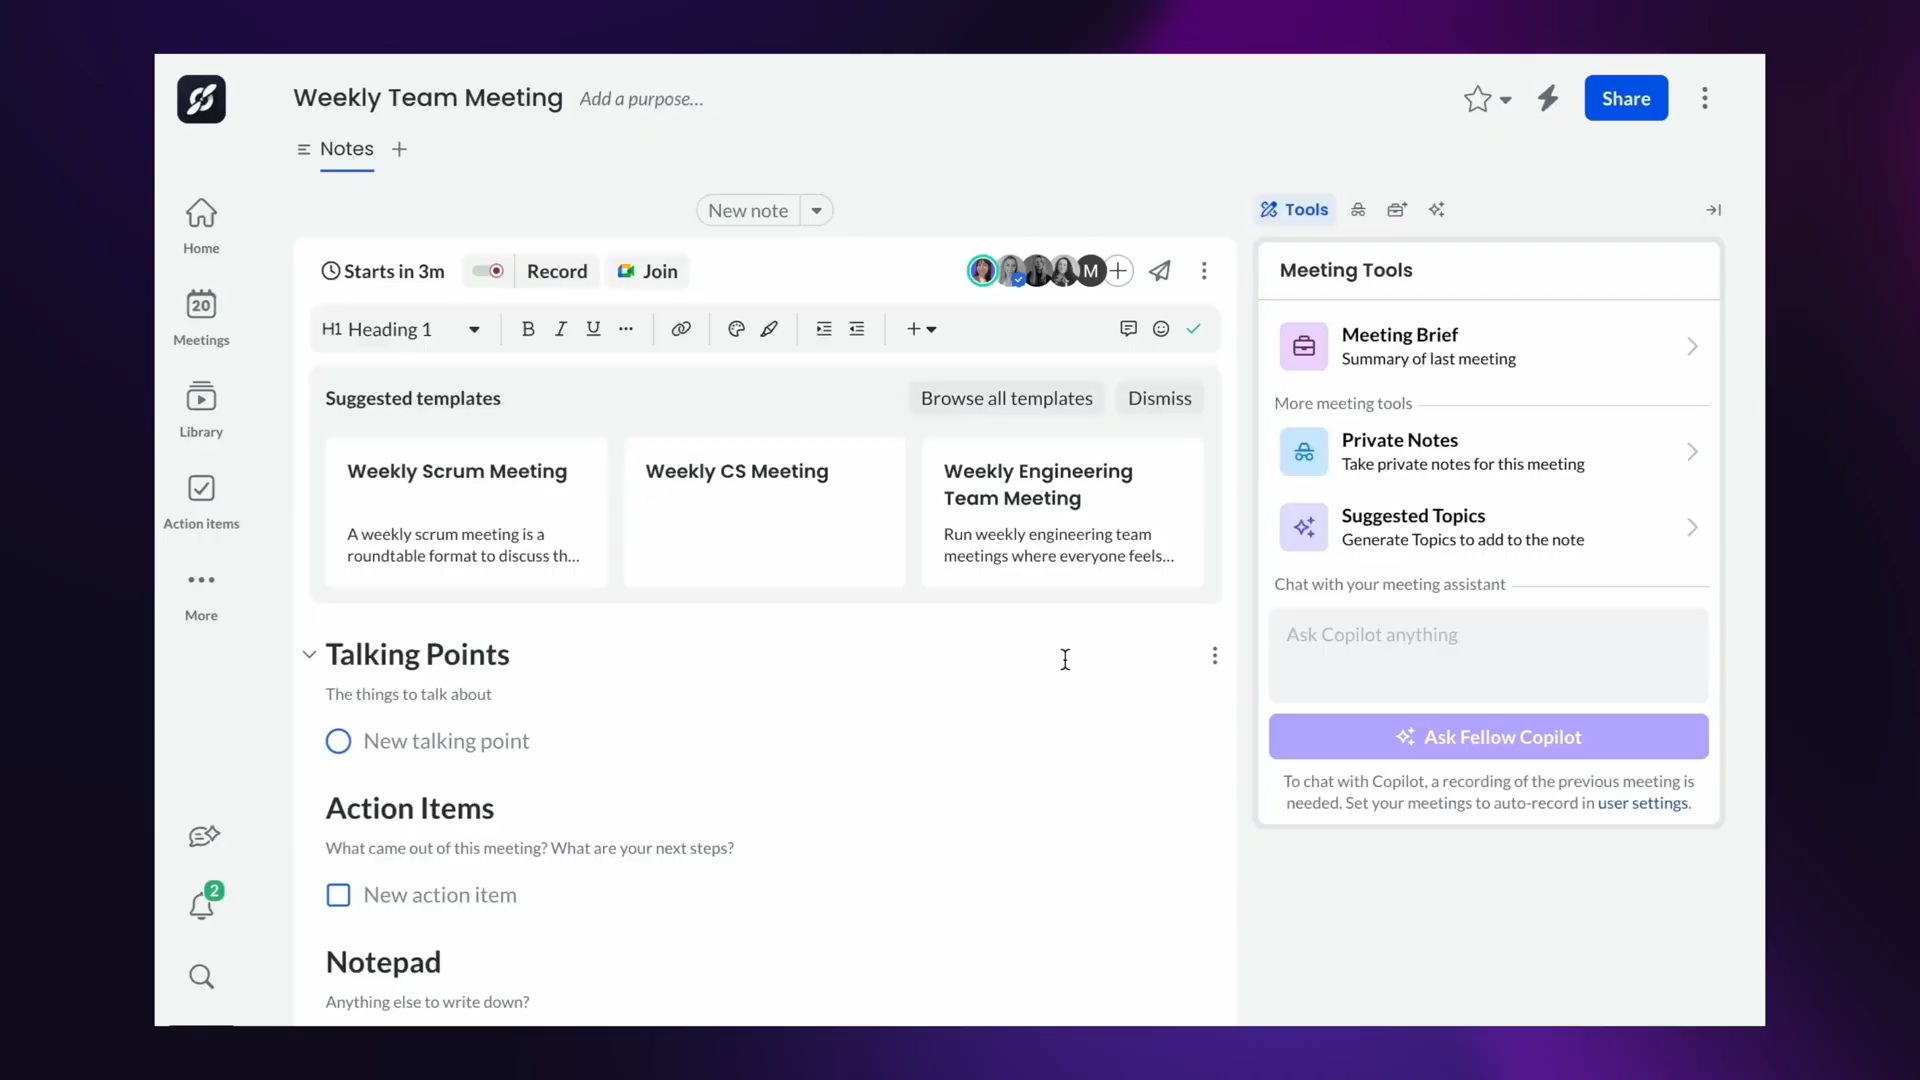 Weekly Team Meeting Add a purpose...
Share
Notes
New note
Tools
Home
20
Meetings
Library
Action items
More
2
Starts in 3m
Record
Join
M
H1 Heading 1
B I U
Suggested templates
Browse all templates
Dismiss
Weekly Scrum Meeting
A weekly scrum meeting is a
roundtable format to discuss th...
Weekly CS Meeting
Weekly Engineering
Team Meeting
Run weekly engineering team
meetings where everyone feels...
Talking Points
The things to talk about
New talking point
Action Items
What came out of this meeting? What are your next steps?
New action item
Notepad
Anything else to write down?
Meeting Tools
Meeting Brief
Summary of last meeting
More meeting tools
Private Notes
Take private notes for this meeting
Suggested Topics
Generate Topics to add to the note
Chat with your meeting assistant
Ask Copilot anything
Ask Fellow Copilot
To chat with Copilot, a recording of the previous meeting is
needed. Set your meetings to auto-record in user settings.